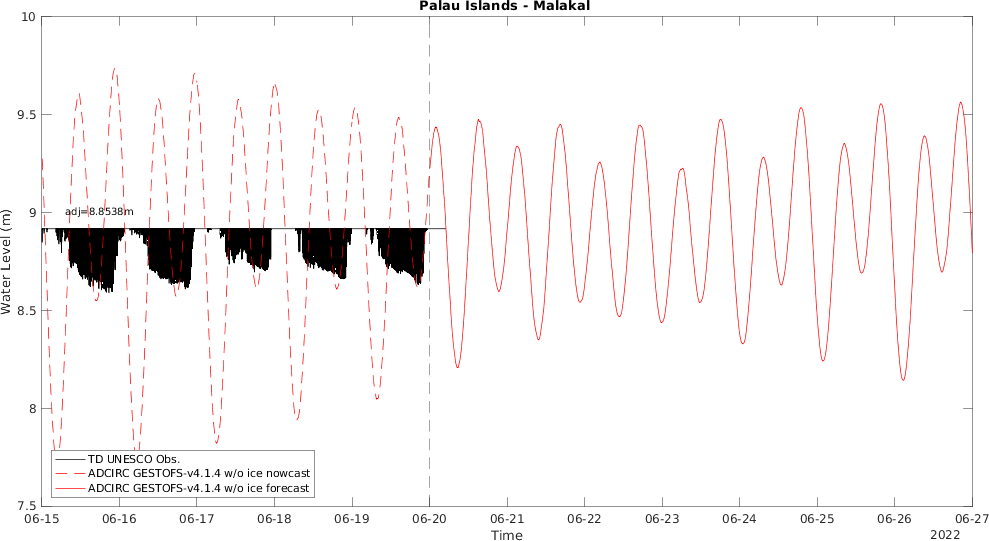 Palau Islands - Malakal
10
9.5
9
8.5
8
7.5
Water Level (m)
adj=8.8538m
TD UNESCO Obs.
ADCIRC GESTOFS-v4.1.4 w/o ice nowcast
ADCIRC GESTOFS-v4.1.4 w/o ice forecast
06-15 06-16 06-17 06-18 06-19 06-20 06-21 06-22 06-23 06-24 06-25 06-26 06-27
Time
2022